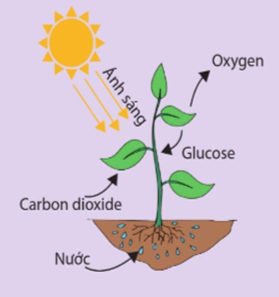 Oxygen
Ánh sáng
Glucose
Carbon dioxide
Nước